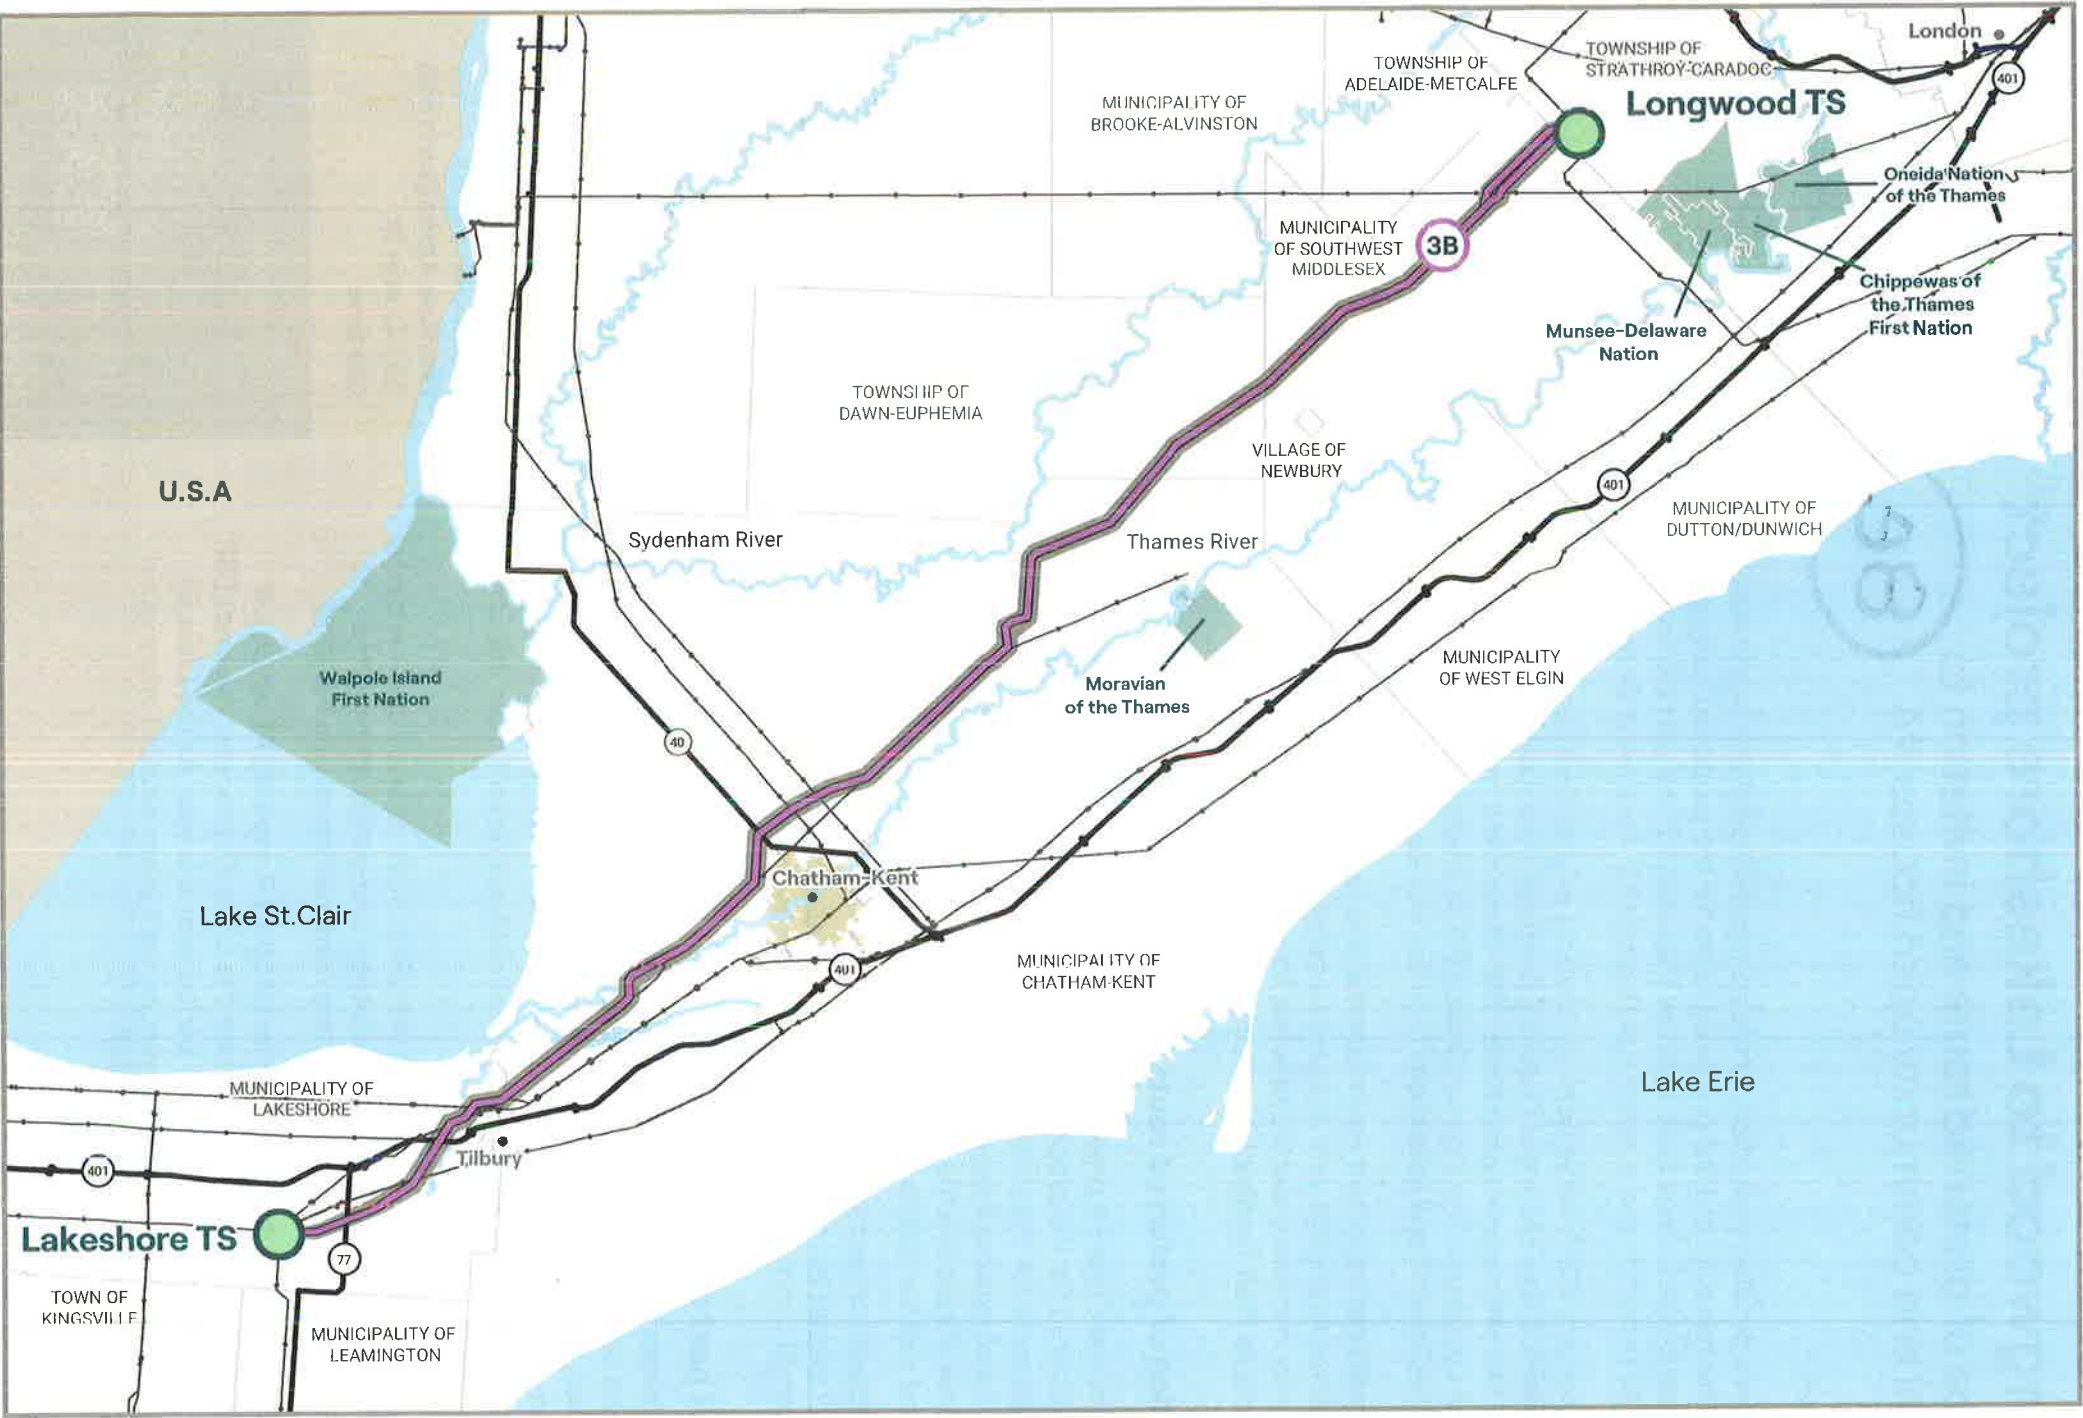 London
TOWNSHIP OF
STRATHROY-CARADOC
TOWNSHIP OF
ADELAIDE-METCALFE
401
Longwood TS
MUNICIPALITY OF
BROOKE-ALVINSTON
Oneida Nation
of the Thames
MUNICIPALITY
OF SOUTHWEST
MIDDLESEX
3B
Chippewas of
the Thames
First Nation
Munsee-Delaware
Nation
TOWNSHIP OF
DAWN-EUPHEMIA
VILLAGE OF
NEWBURY
U.S.A
401
MUNICIPALITY OF
DUTTON/DUNWICH
Sydenham River
Thames River
MUNICIPALITY
OF WEST ELGIN
Walpole Island
First Nation
Moravian
of the Thames
40
Chatham-Kent
Lake St.Clair
401
MUNICIPALITY OF
CHATHAM-KENT
Lake Erie
MUNICIPALITY OF
LAKESHORE
Tilbury
401
Lakeshore TS
77
TOWN OF
KINGSVILLE
MUNICIPALITY OF
LEAMINGTON